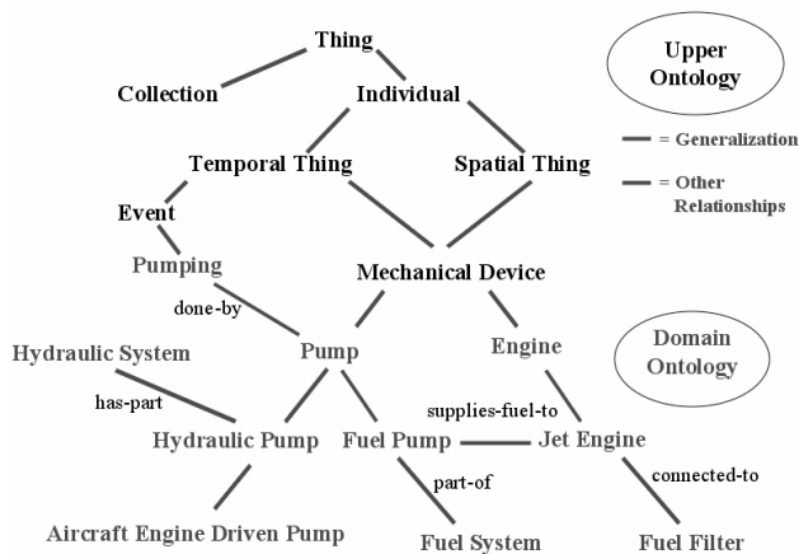 Thing
Upper
Ontology
Collection
Individual
= Generalization
Temporal Thing
Spatial Thing
= Other
Relationships
Event
Pumping
Mechanical Device
done-by
Hydraulic System
Pump
Engine
Domain
Ontology
has-part
supplies-fuel-to
Hydraulic Pump
Fuel Pump
Jet Engine
part-of
connected-to
Aircraft Engine Driven Pump
Fuel System
Fuel Filter